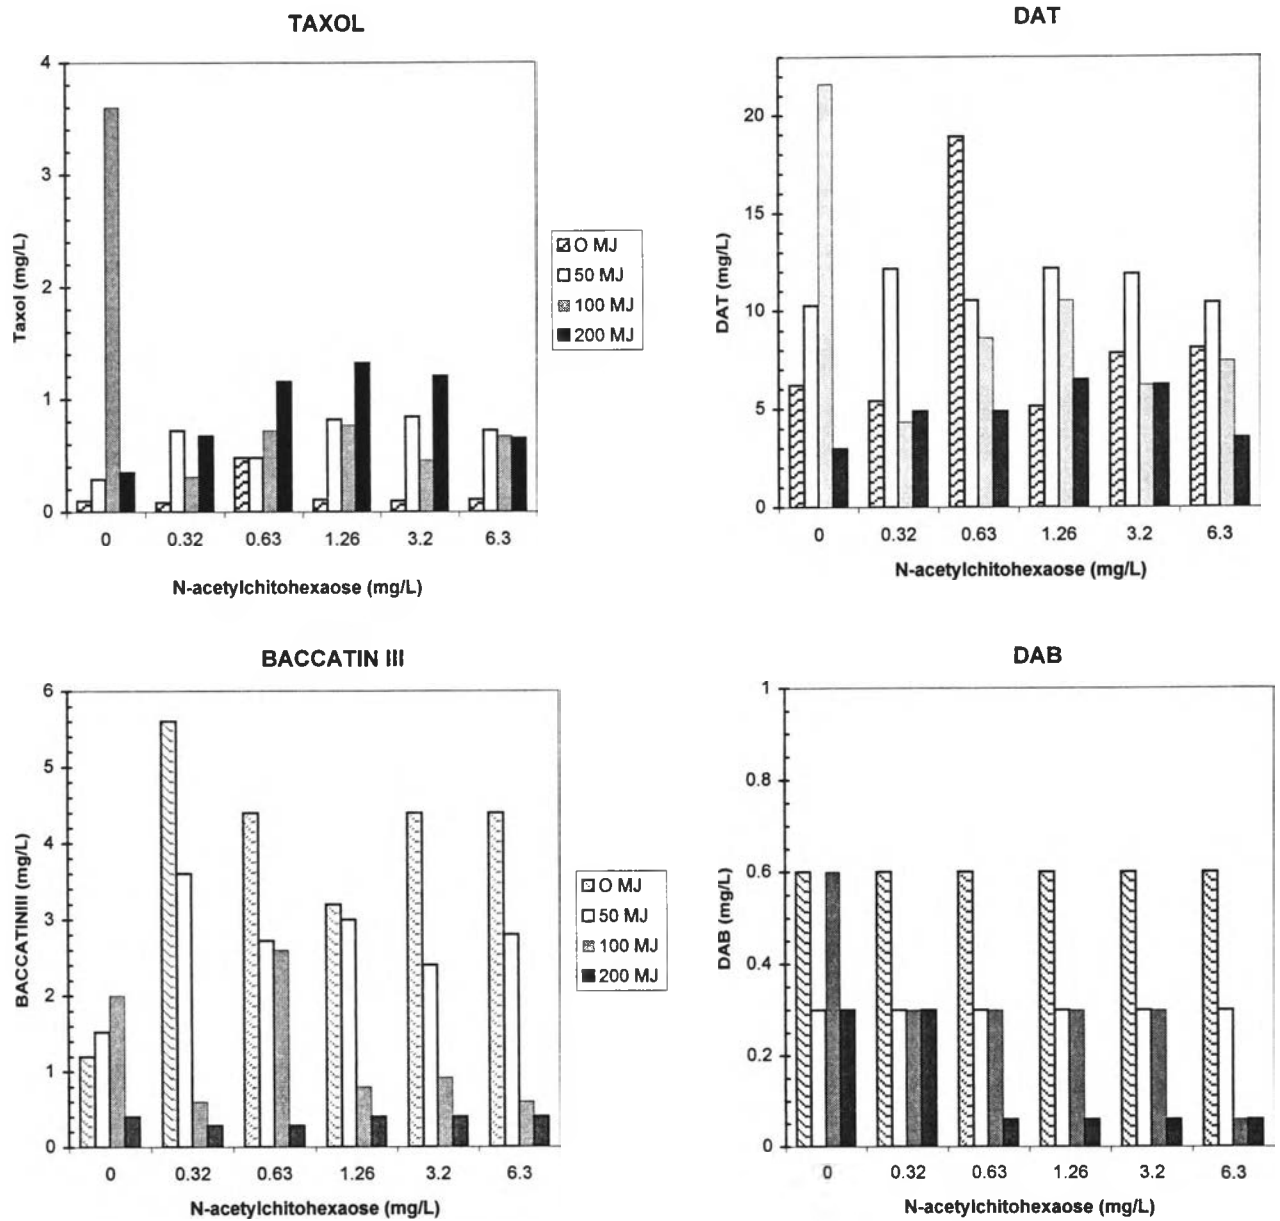 TAXOL
4
3
2
1
0
Taxol (mg/L)
0 0.32 0.63 1.26 3.2 6.3
N-acetylchitohexaose (mg/L)
O MJ
50 MJ
100 MJ
200 MJ
DAT
20
15
10
5
0
DAT (mg/L)
0 0.32 0.63 1.26 3.2 6.3
N-acetylchitohexaose (mg/L)
BACCATIN III
6
5
4
3
2
1
0
BACCATINIII (mg/L)
0 0.32 0.63 1.26 3.2 6.3
N-acetylchitohexaose (mg/L)
O MJ
50 MJ
100 MJ
200 MJ
DAB
1
0.8
0.6
0.4
0.2
0
DAB (mg/L)
0 0.32 0.63 1.26 3.2 6.3
N-acetylchitohexaose (mg/L)